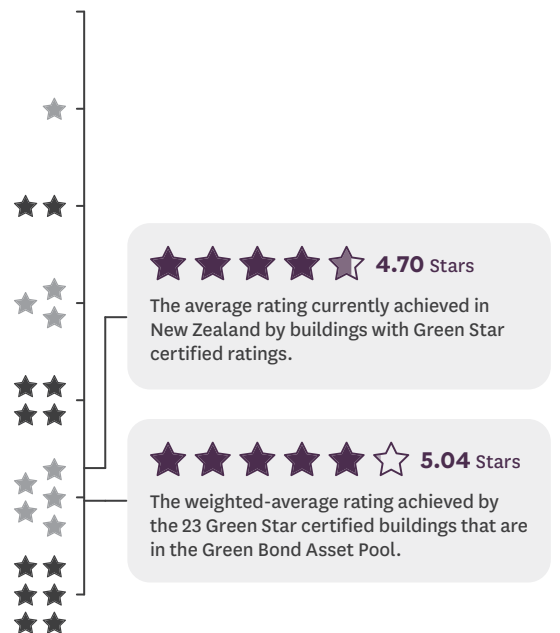 4.70 Stars
The average rating currently achieved in
New Zealand by buildings with Green Star
certified ratings.
5.04 Stars
The weighted-average rating achieved by
the 23 Green Star certified buildings that are
in the Green Bond Asset Pool.